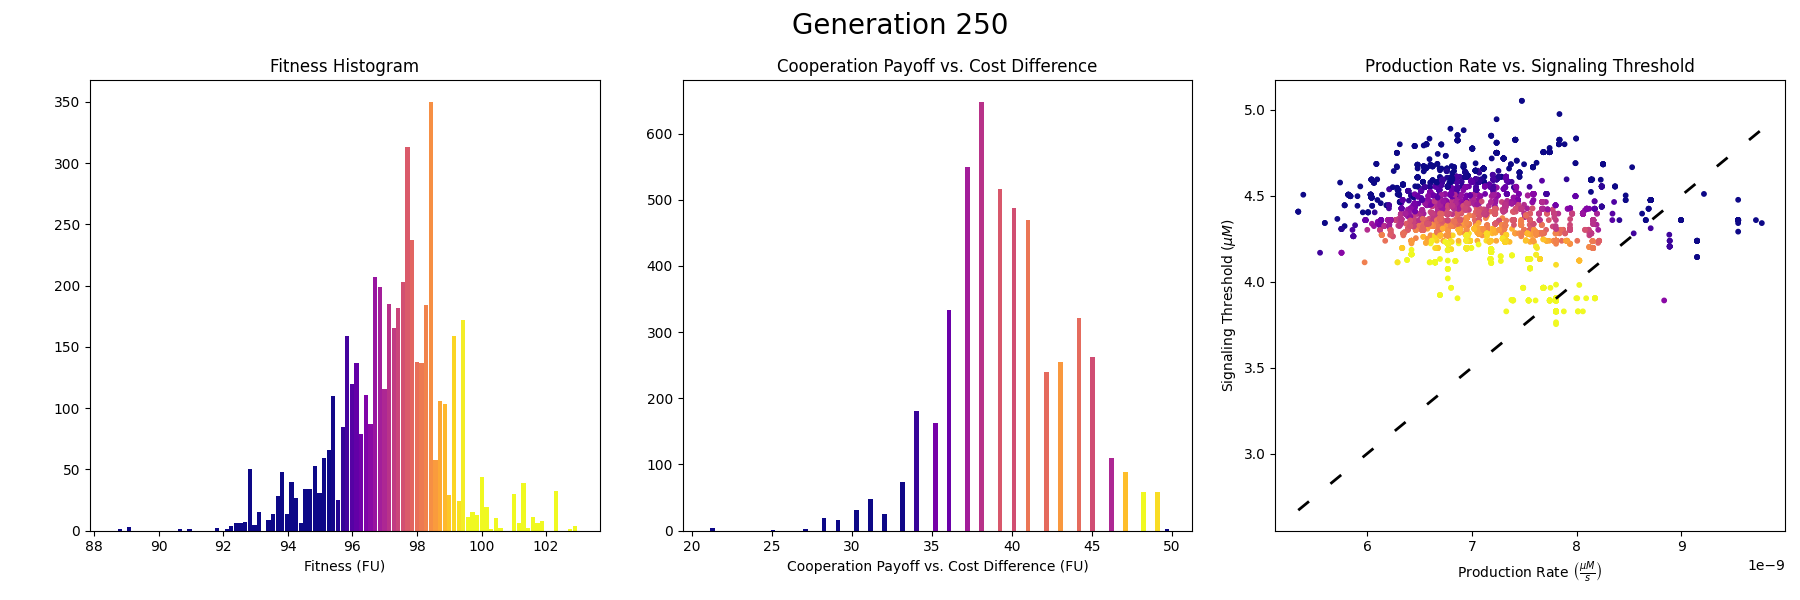 Generation 250
Fitness Histogram
350
300
250
200
150
100
50
0
88 90 92 94 96 98 100 102
Fitness (FU)
Cooperation Payoff vs. Cost Difference
600
500
400
300
200
100
0
20 25 30 35 40 45 50
Cooperation Payoff vs. Cost Difference (FU)
Production Rate vs. Signaling Threshold
Signaling Threshold (μM)
5.0
4.5
4.0
3.5
3.0
6 7 8 9
1e−9
Production Rate (μM/s)